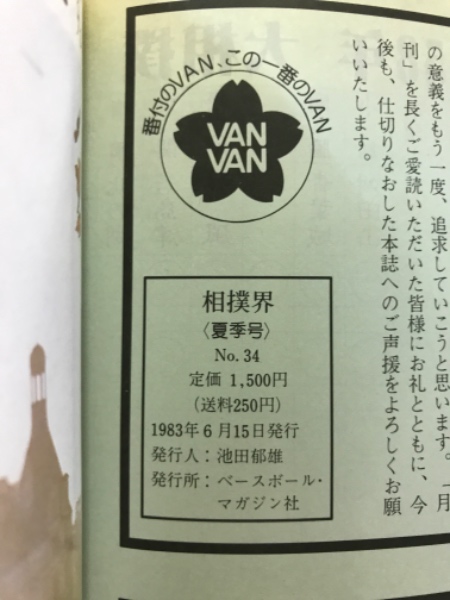 の意義をもう一度、追求していこうと思います。「月
刊」を長くご愛読いただいた皆様にお礼とともに、今
後も、仕切りなおした本誌へのご声援をよろしくお願
いいたします。
番付のVAN、この一番のVAN
VAN
VAN
相撲界
〈夏季号〉
No. 34
定価 1,500円
(送料250円)
1983年6月15日発行
発行人：池田郁雄
発行所：ベースボール・
マガジン社